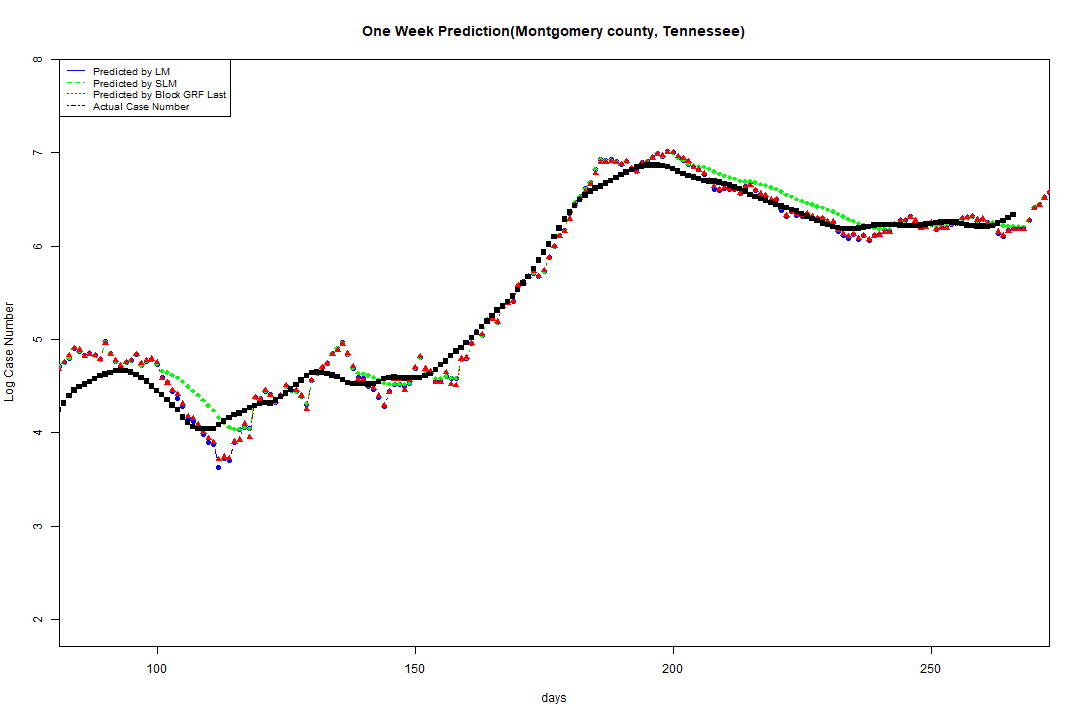 One Week Prediction(Montgomery county, Tennessee)
Predicted by LM
Predicted by SLM
Predicted by Block GRF Last
Actual Case Number
8
7
6
5
4
3
2
Log Case Number
100
150
200
250
days